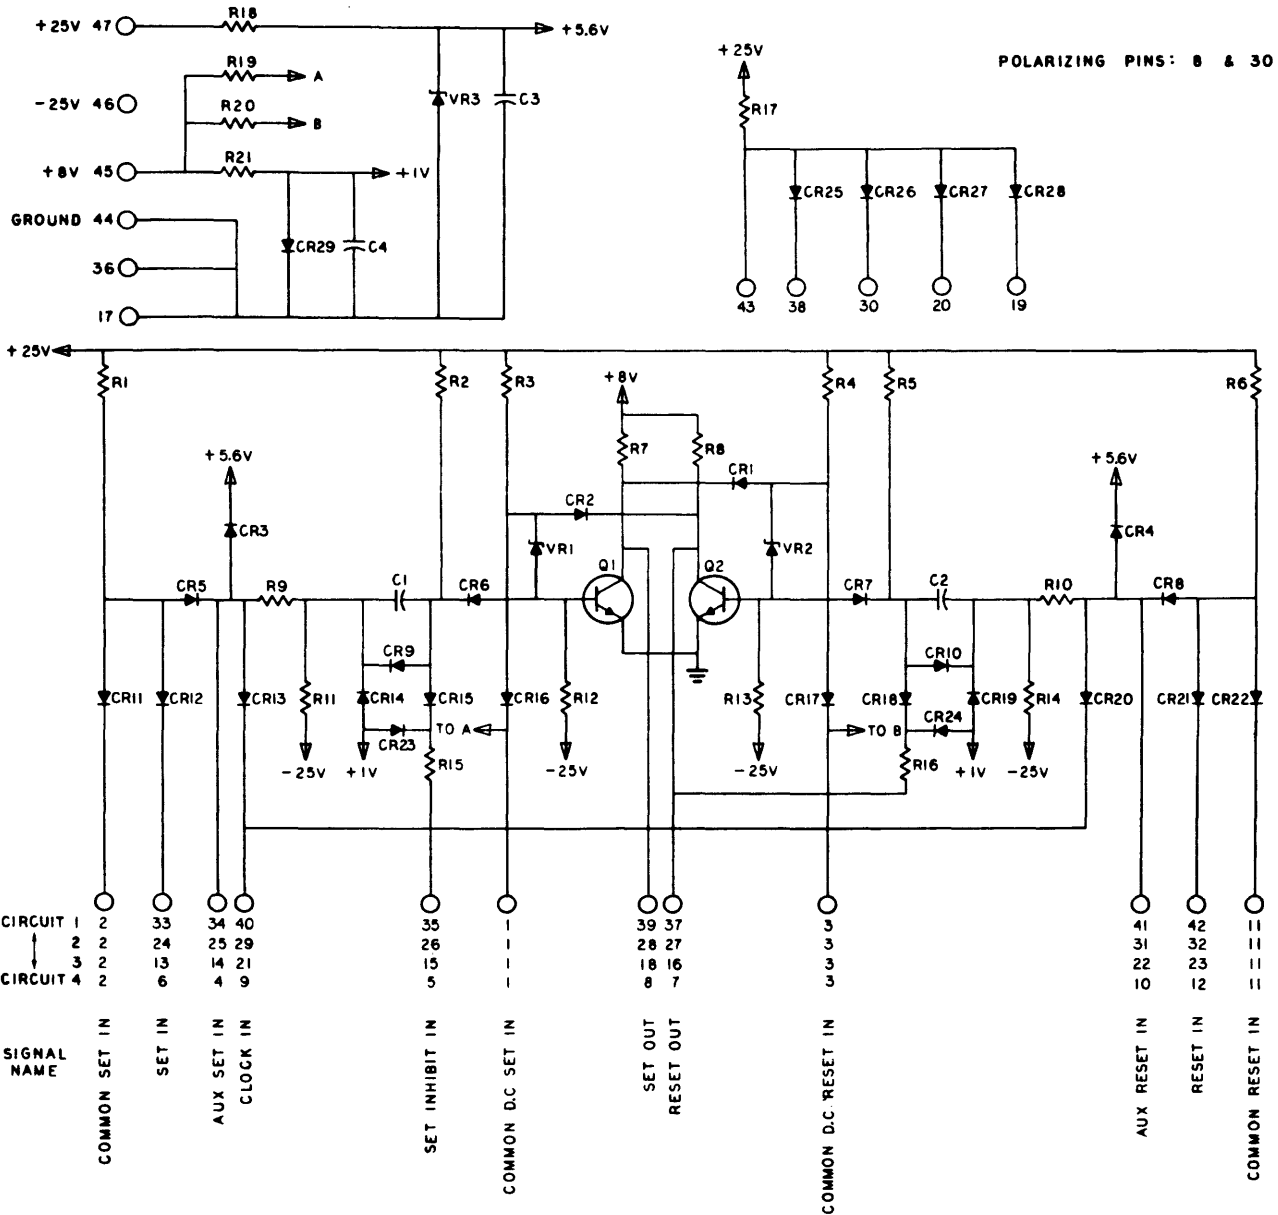 +25V 47 R18 +5.6V
R19 A
-25V 46 R20 B VR3 C3
+8V 45 R21 +1V
GROUND 44
CR29 C4
36
17
+25V
POLARIZING PINS: 8 & 30
R17
CR25 CR26 CR27 CR28
43 38 30 20 19
+25V
R1 R2 R3 +8V R4 R5 R6
R7 R8
+5.6V CR1 +5.6V
CR2
CR3 VR1 VR2 CR4
Q1 Q2
CR5 R9 C1 CR6 CR7 C2 R10 CR8
CR9 CR10
CR11 CR12 CR13 R11 CR14 CR15 CR16 R12 R13 CR17 CR18 CR19 R14 CR20 CR21 CR22
CR23 TO A TO B CR24
-25V +1V R15 -25V -25V R16 +1V -25V
CIRCUIT 1 2 33 34 40 35 1 39 37 3 41 42 11
2 2 24 25 29 26 1 28 27 3 31 32 11
3 2 13 14 21 15 1 18 16 3 22 23 11
CIRCUIT 4 2 6 4 9 5 1 8 7 3 10 12 11
SIGNAL
NAME
COMMON SET IN
SET IN
AUX SET IN
CLOCK IN
SET INHIBIT IN
COMMON D.C SET IN
SET OUT
RESET OUT
COMMON D.C. RESET IN
AUX RESET IN
RESET IN
COMMON RESET IN